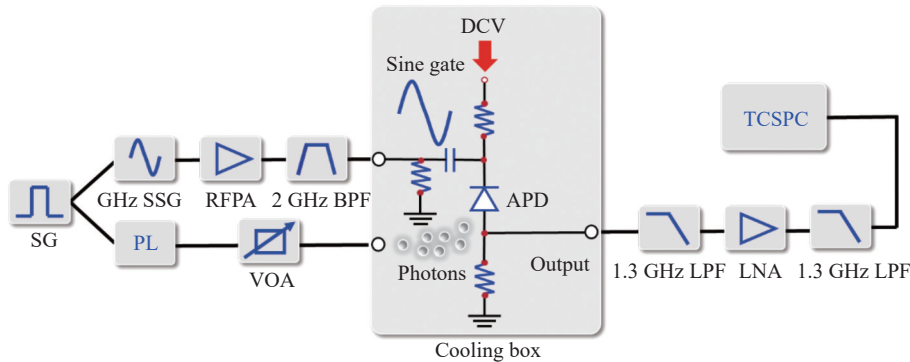 DCV
Sine gate
TCSPC
GHz SSG
RFPA
2 GHz BPF
APD
SG
PL
VOA
Photons
Output
1.3 GHz LPF
LNA
1.3 GHz LPF
Cooling box